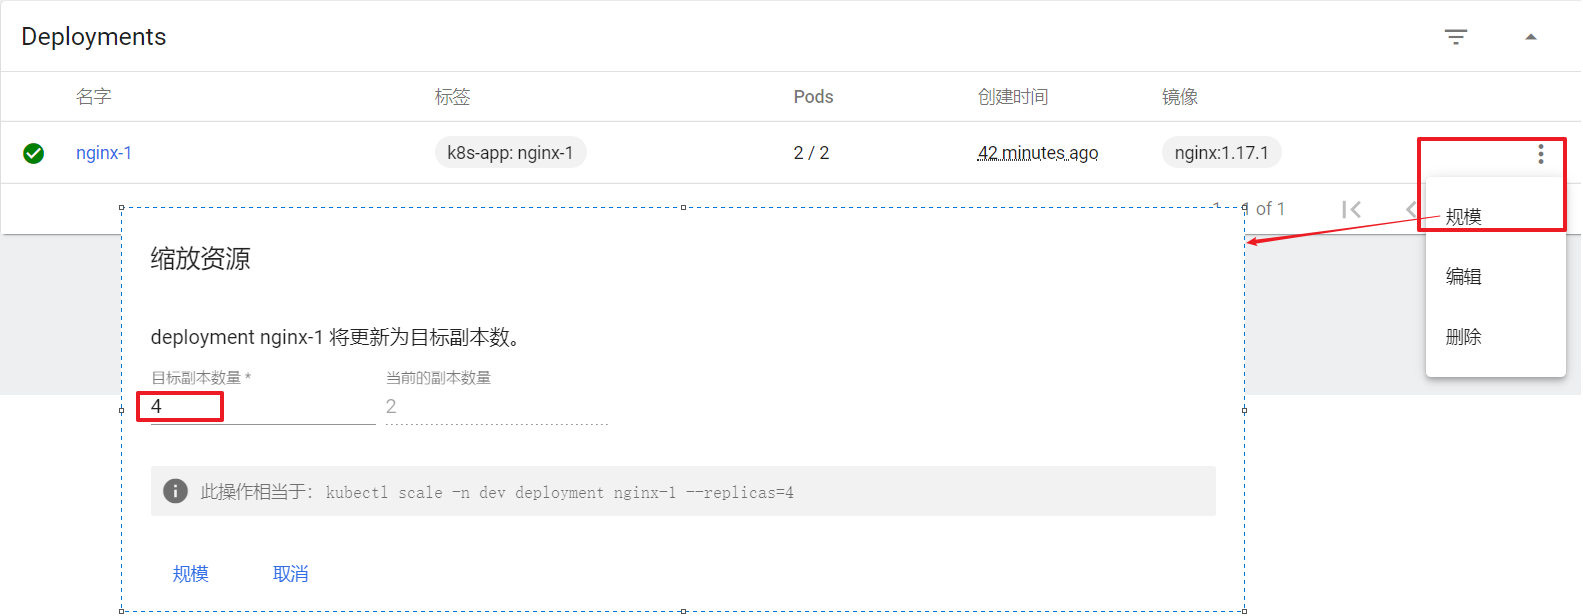 Deployments
名字 标签 Pods 创建时间 镜像
nginx-1 k8s-app: nginx-1 2 / 2 42 minutes ago nginx:1.17.1
1 of 1
规模
编辑
删除
缩放资源
deployment nginx-1 将更新为目标副本数。
目标副本数量 * 当前的副本数量
4 2
此操作相当于: kubectl scale -n dev deployment nginx-1 --replicas=4
规模 取消